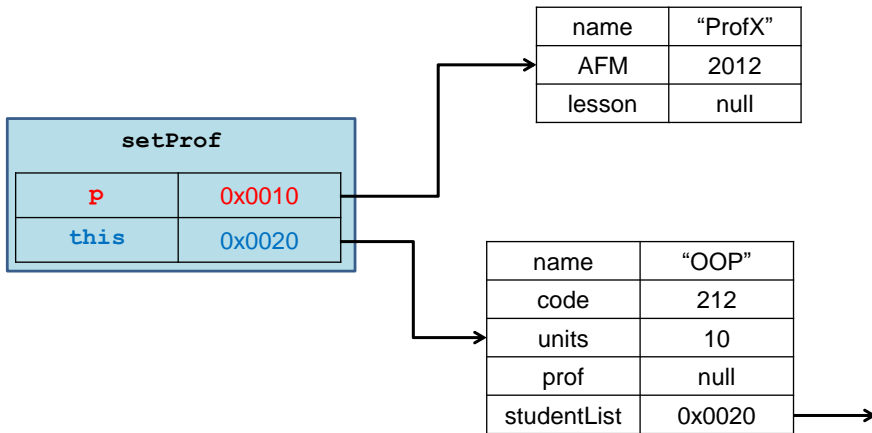 name “ProfX”
AFM 2012
lesson null
setProf
p 0x0010
this 0x0020
name “OOP”
code 212
units 10
prof null
studentList 0x0020